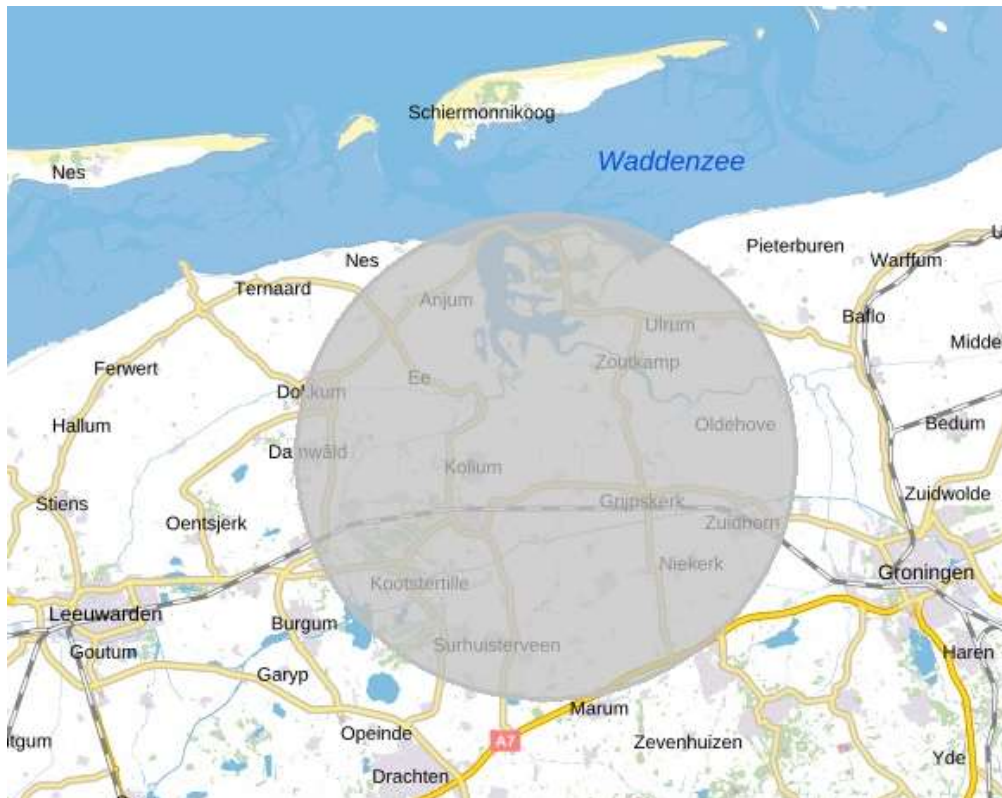 Schiermonnikoog
Waddenzee
Nes
Pieterburen
Warffum
Nes
Ternaard
Anjum
Baflo
Ulrum
Midde
Zoutkamp
Ferwert
Ee
Dokkum
Hallum
Oldehove
Bedum
Damwâld
Kollum
Stiens
Grijpskerk
Zuidwolde
Oentsjerk
Zuidhorn
Niekerk
Groningen
Kootstertille
Leeuwarden
Burgum
Surhuisterveen
Goutum
Haren
Garyp
Marum
Opeinde
A7
Zevenhuizen
itgum
Yde
Drachten